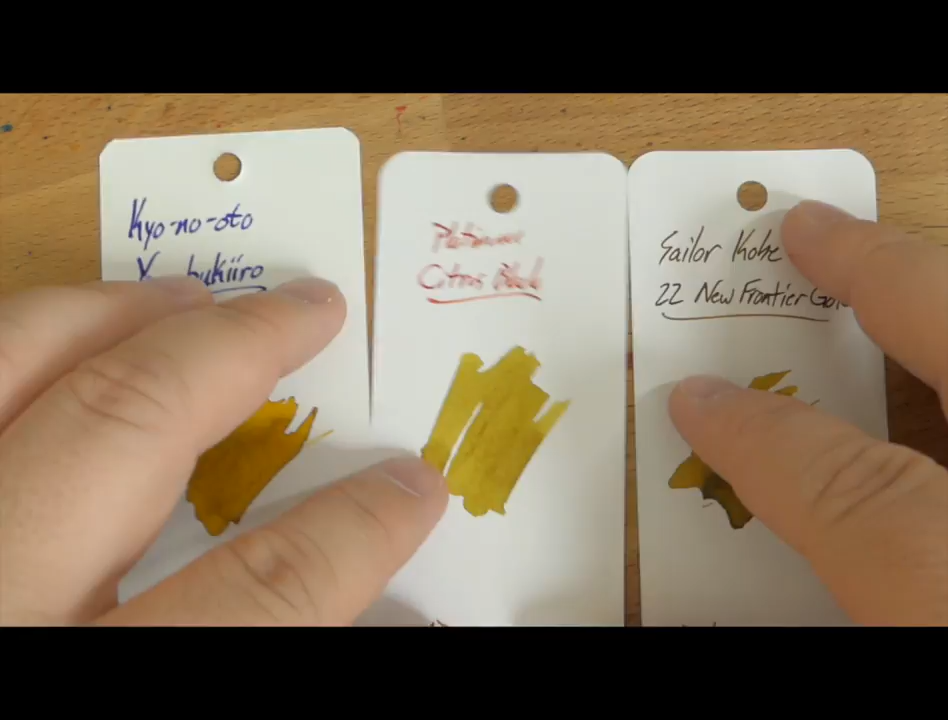 Kyo-no-oto
Platinum
Citrus Black
Sailor Kobe
22 New Frontier